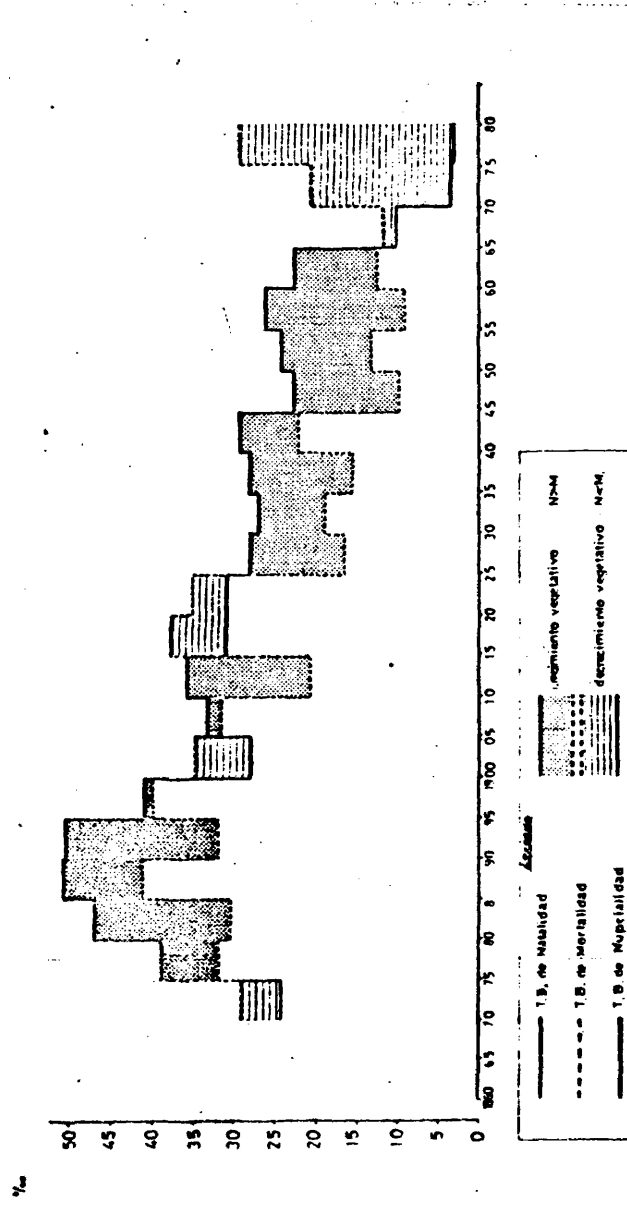 ‰
50
45
40
35
30
25
20
15
10
5
0
1860 65 70 75 80 8 90 95 1900 05 10 15 20 25 30 35 40 45 50 55 60 65 70 75 80
Leyenda
T.B. de Natalidad
T.B. de Mortalidad
T.B. de Nupcialidad
vegetativo N>M
decrecimiento vegetativo N<M